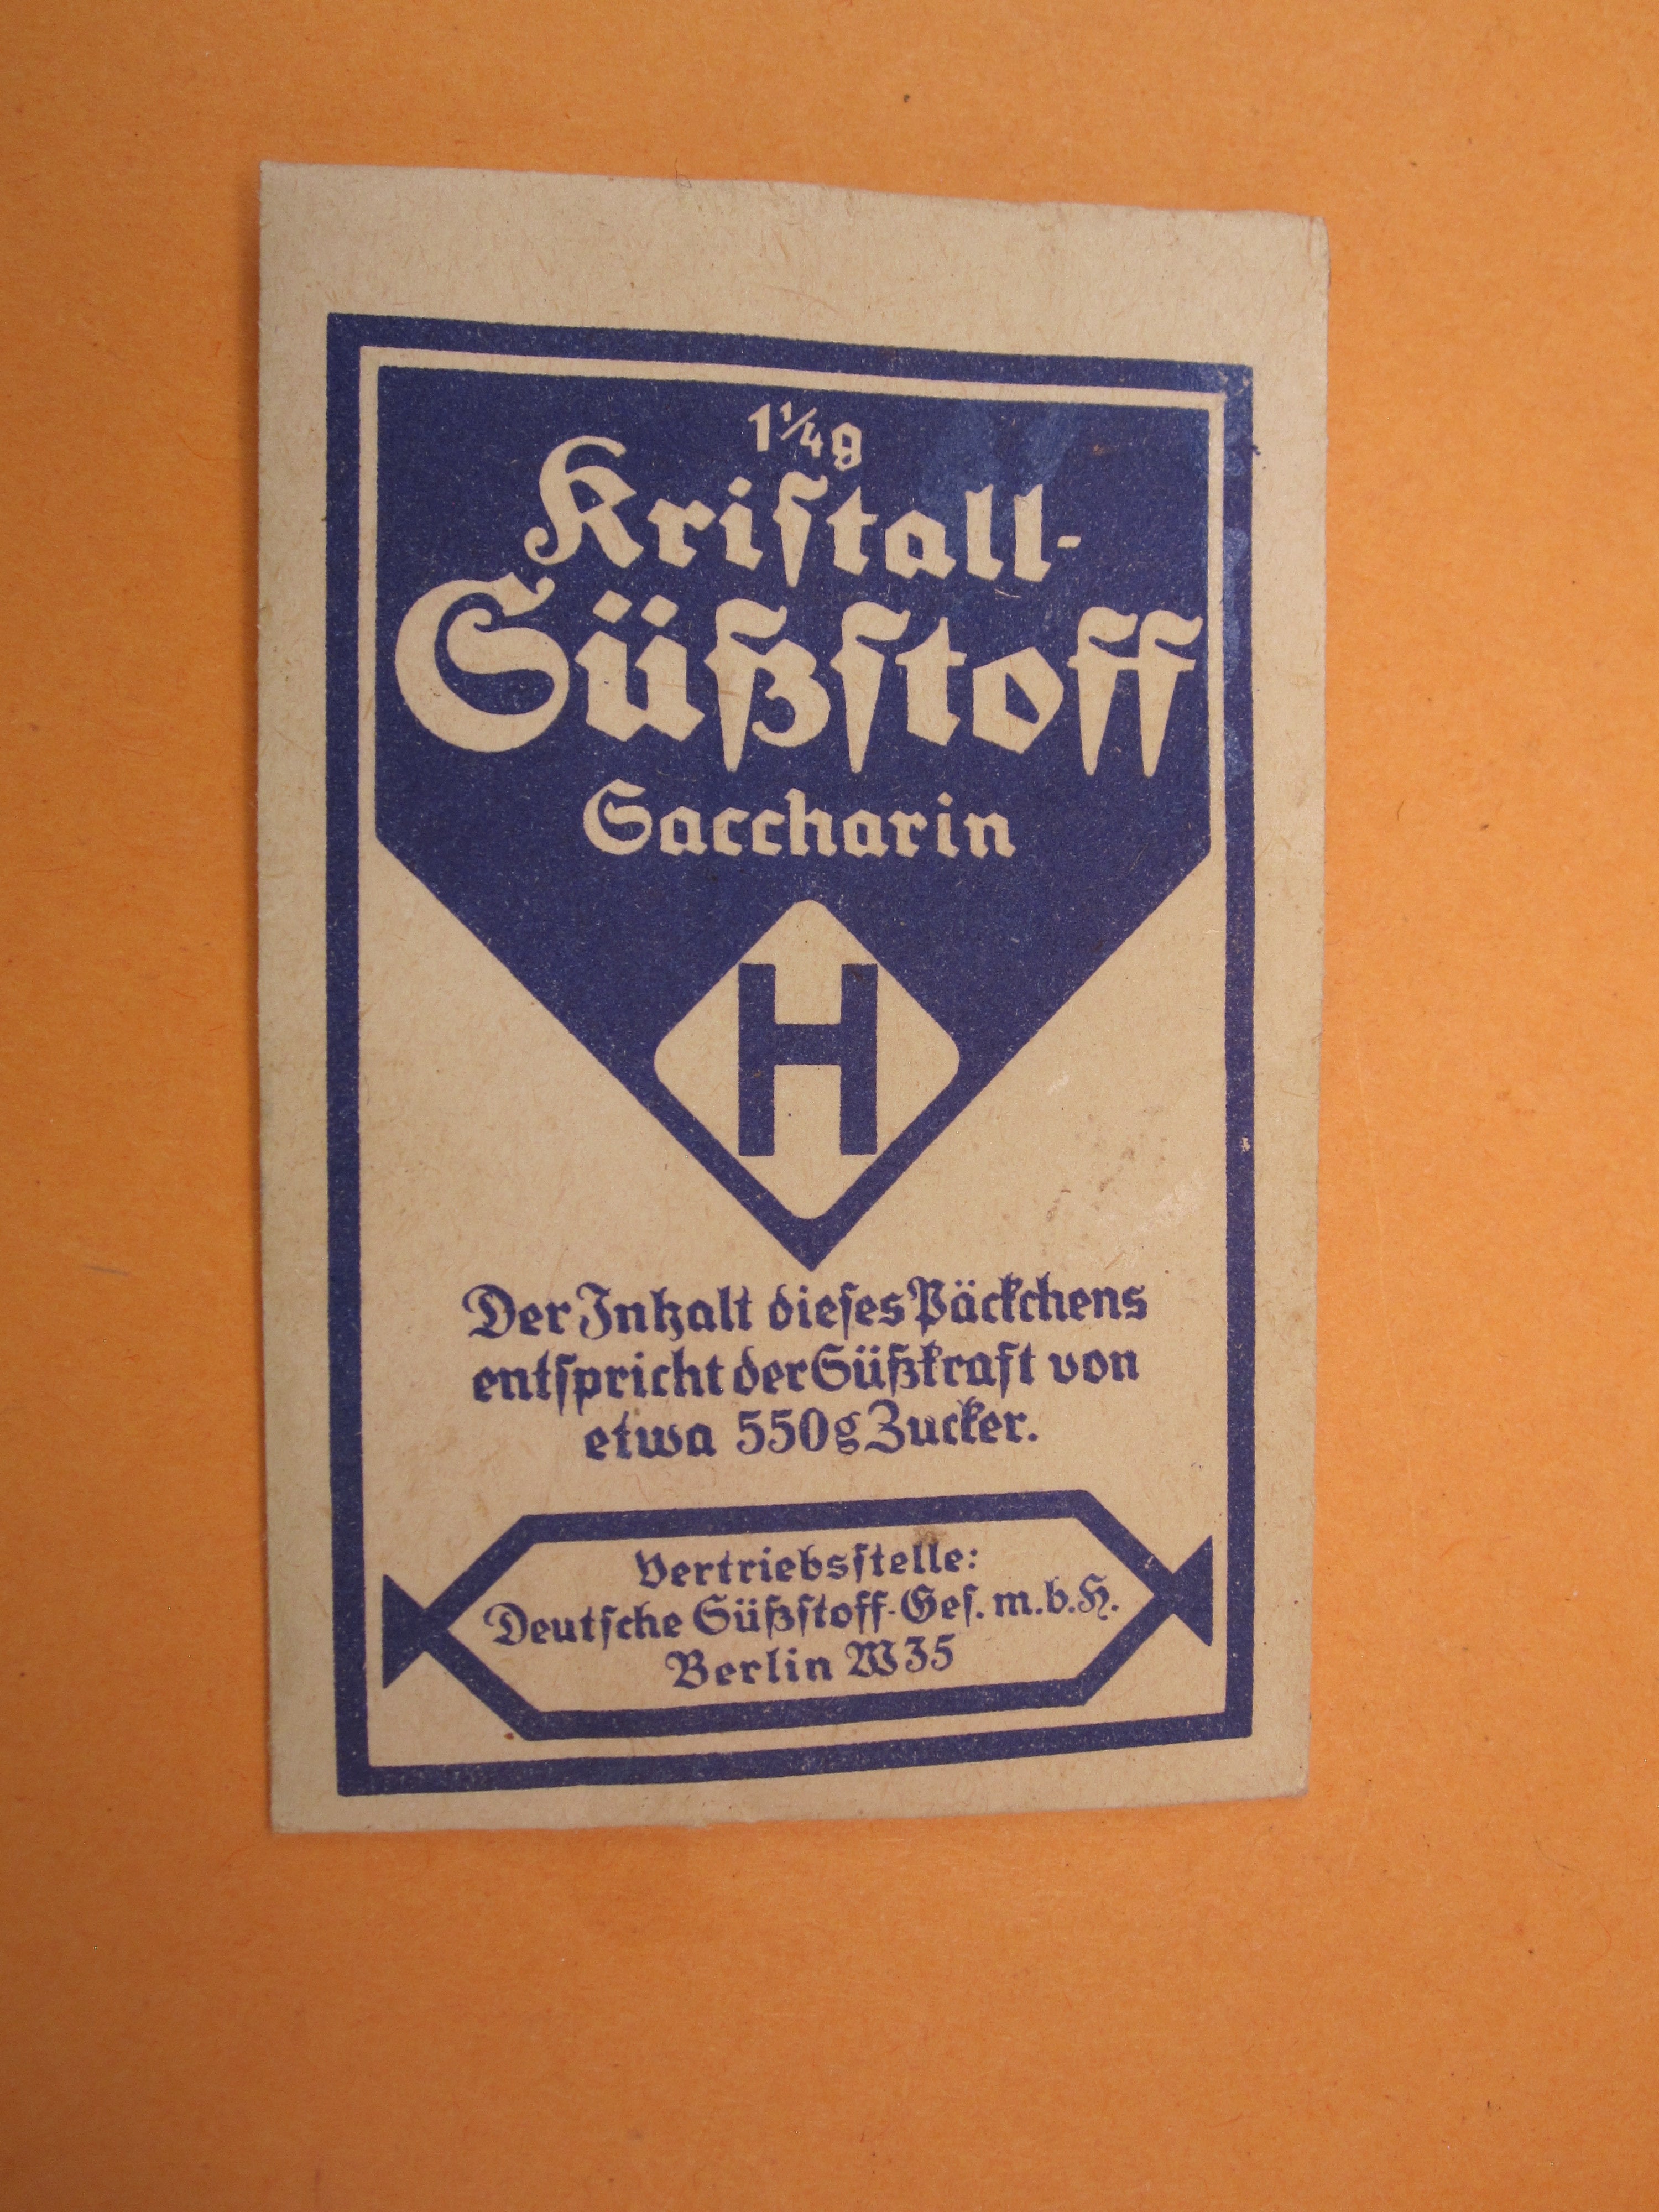 1¼ g
Kriſtall-
Süßſtoff
Saccharin
H
Der Inhalt dieſes Päckchens
entſpricht der Süßkraft von
etwa 550g Zucker.
Vertriebsſtelle:
Deutſche Süßſtoff-Geſ. m.b.H.
Berlin W35